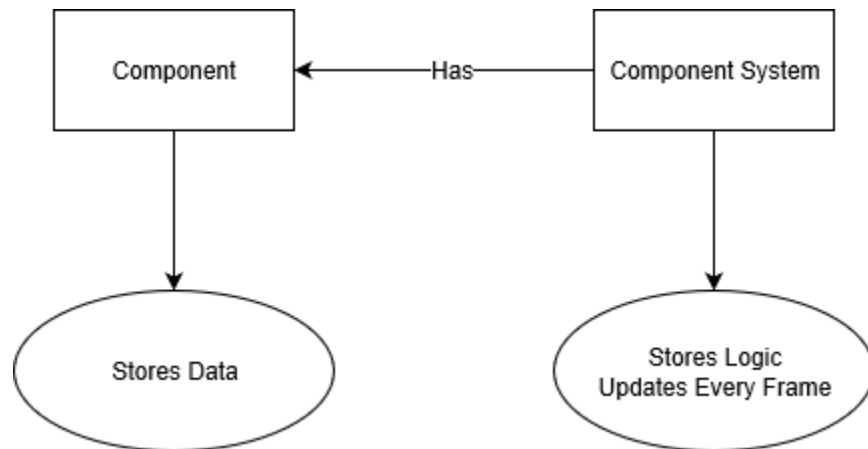 Component
Has
Component System
Stores Data
Stores Logic
Updates Every Frame